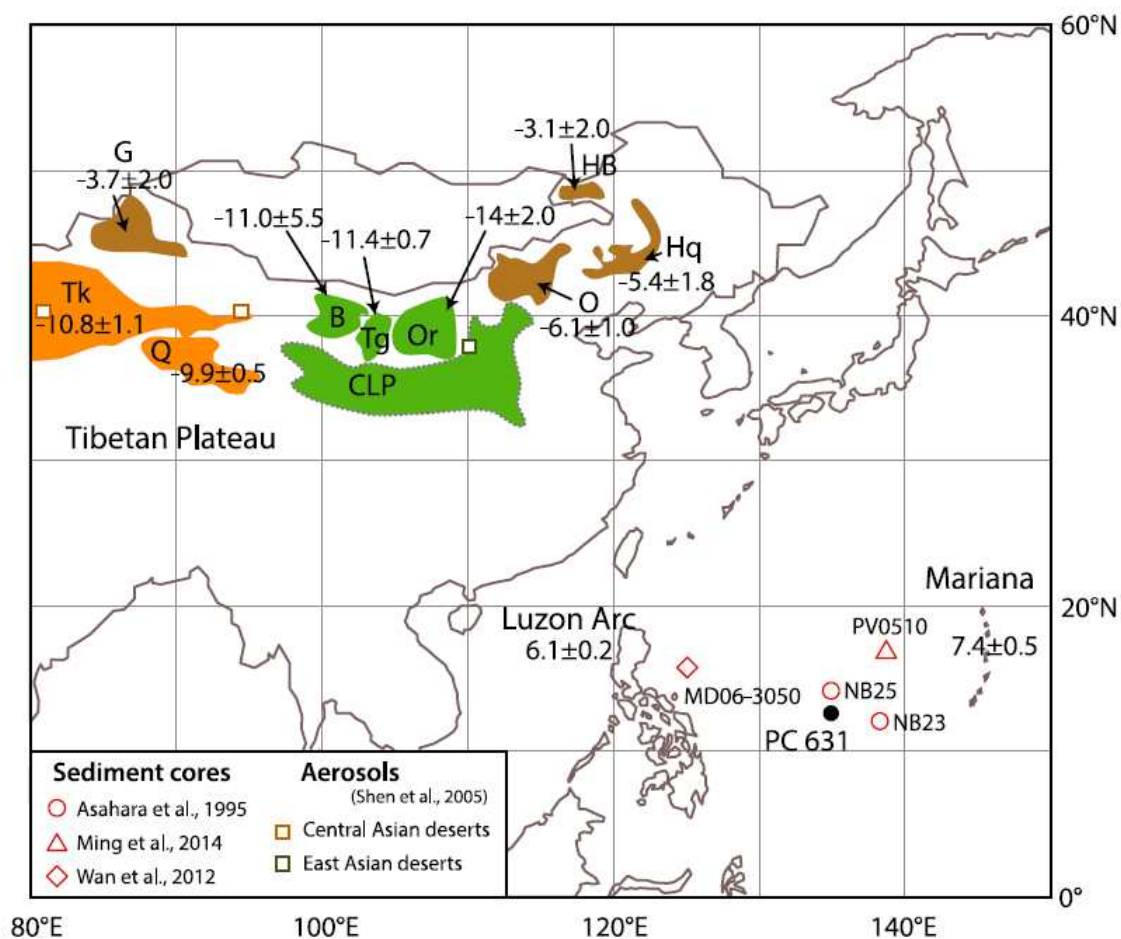 60°N
-3.1±2.0
G
HB
-3.7±2.0
-11.0±5.5
-14±2.0
-11.4±0.7
Hq
-5.4±1.8
Tk
B
O
-10.8±1.1
Tg
Or
-6.1±1.0
40°N
Q
-9.9±0.5
CLP
Tibetan Plateau
Mariana
Luzon Arc
20°N
6.1±0.2
PV0510
7.4±0.5
MD06-3050
NB25
NB23
PC 631
Sediment cores
Asahara et al., 1995
Ming et al., 2014
Wan et al., 2012
Aerosols
(Shen et al., 2005)
Central Asian deserts
East Asian deserts
0°
80°E
100°E
120°E
140°E